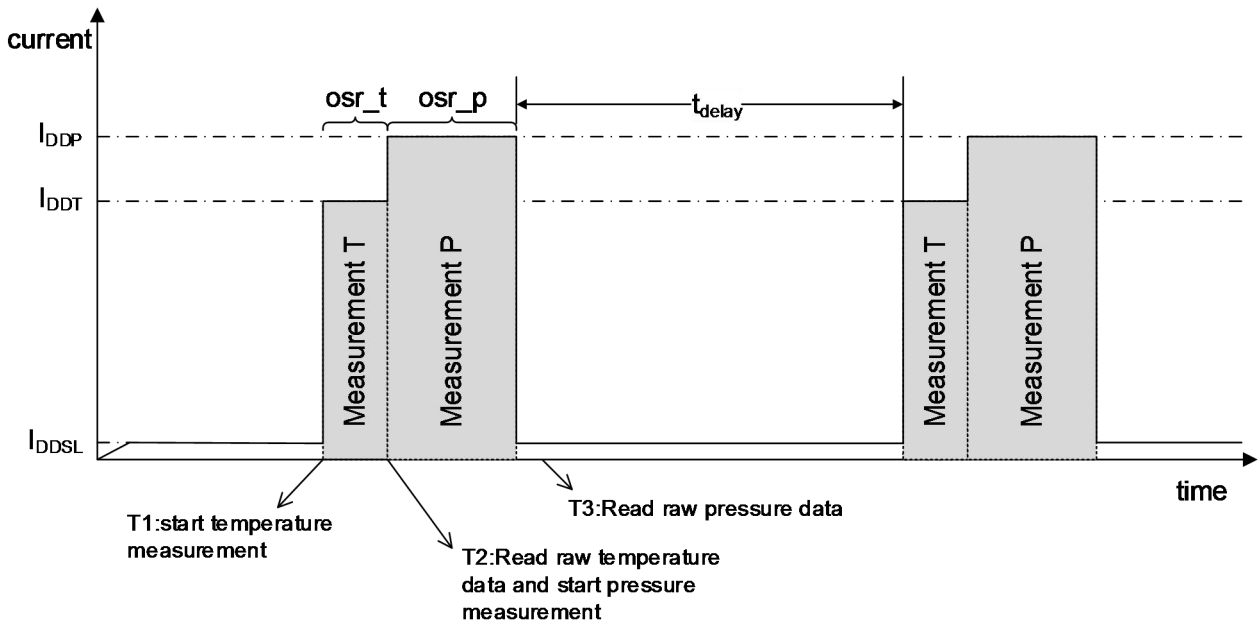 current
osr_t
osr_p
tdelay
IDDP
IDDT
Measurement T
Measurement P
Measurement T
Measurement P
IDDSL
time
T1:start temperature
measurement
T2:Read raw temperature
data and start pressure
measurement
T3:Read raw pressure data